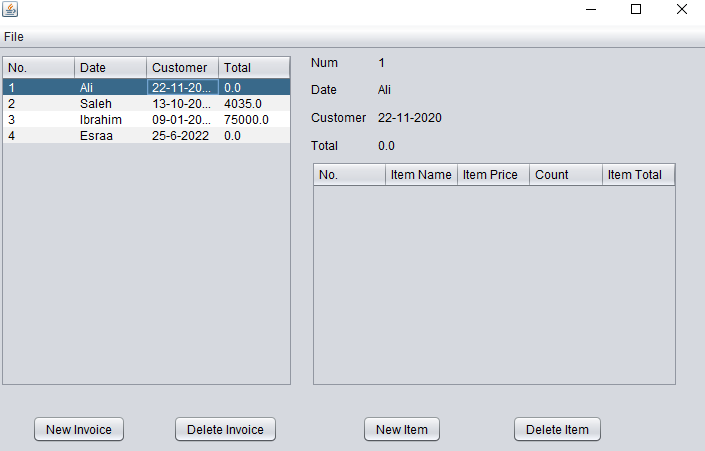 File
No. Date Customer Total
1 Ali 22-11-20... 0.0
2 Saleh 13-10-20... 4035.0
3 Ibrahim 09-01-20... 75000.0
4 Esraa 25-6-2022 0.0
Num 1
Date Ali
Customer 22-11-2020
Total 0.0
No. Item Name Item Price Count Item Total
New Invoice Delete Invoice New Item Delete Item